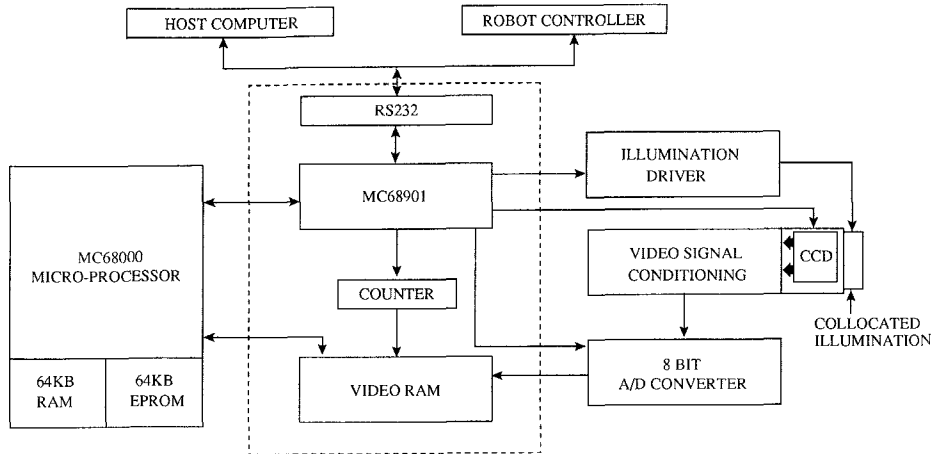 HOST COMPUTER
ROBOT CONTROLLER
RS232
MC68901
ILLUMINATION
DRIVER
MC68000
MICRO-PROCESSOR
VIDEO SIGNAL
CONDITIONING
CCD
COUNTER
COLLOCATED
ILLUMINATION
64KB
RAM
64KB
EPROM
VIDEO RAM
8 BIT
A/D CONVERTER